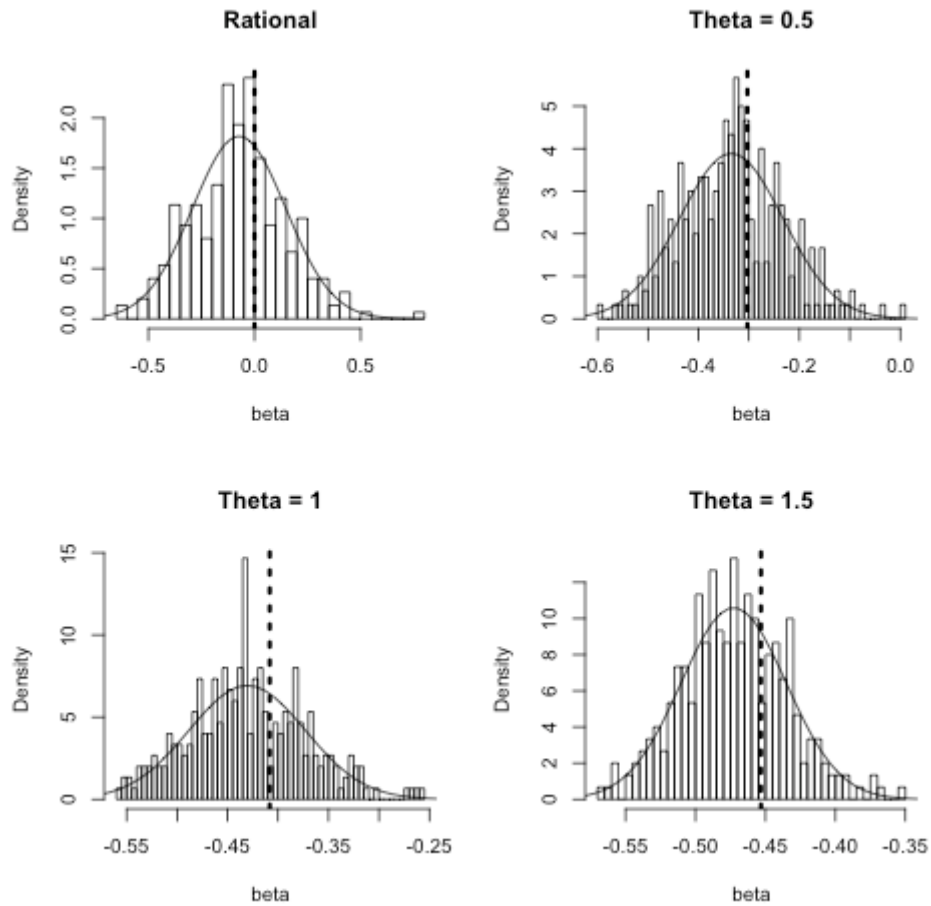 Rational
Density
0.0 0.5 1.0 1.5 2.0
-0.5 0.0 0.5
beta
Theta = 0.5
Density
0 1 2 3 4 5
-0.6 -0.4 -0.2 0.0
beta
Theta = 1
Density
0 5 10 15
-0.55 -0.45 -0.35 -0.25
beta
Theta = 1.5
Density
0 2 4 6 8 10
-0.55 -0.50 -0.45 -0.40 -0.35
beta